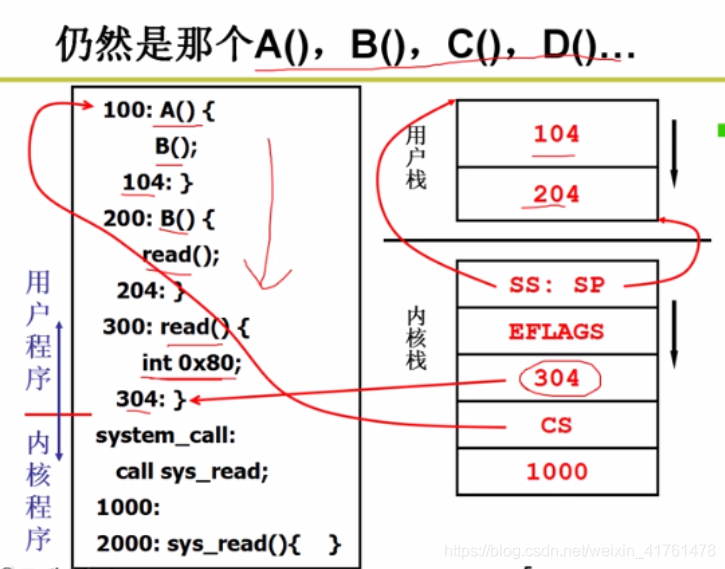 仍然是那个A()，B()，C()，D()…
100: A() {
B();
104: }
200: B() {
read();
204: }
300: read() {
int 0x80;
304: }
system_call:
call sys_read;
1000:
2000: sys_read(){ }
用户程序
内核程序
用户栈
104
204
内核栈
SS: SP
EFLAGS
304
CS
1000
https://blog.csdn.net/weixin_41761478